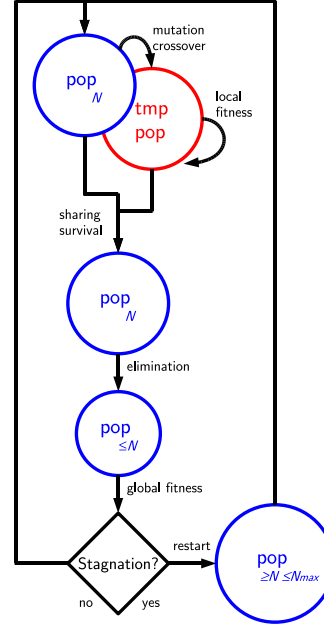 mutation
crossover
pop
N
tmp
pop
local
fitness
sharing
survival
pop
N
elimination
pop
≤N
global fitness
Stagnation?
restart
no
yes
pop
≥N ≤Nmax